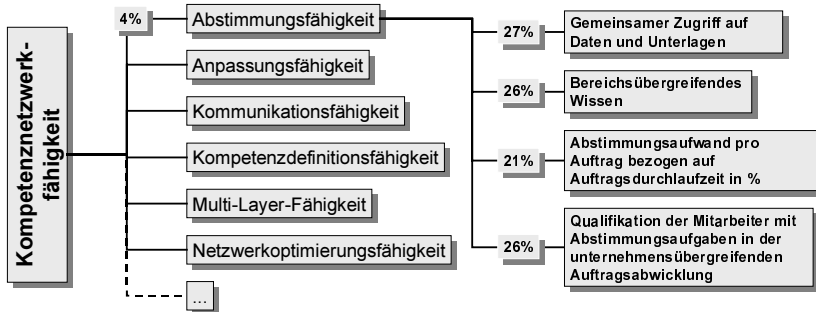 Kompetenznetzwerk-
fähigkeit
4%
Abstimmungsfähigkeit
Anpassungsfähigkeit
Kommunikationsfähigkeit
Kompetenzdefinitionsfähigkeit
Multi-Layer-Fähigkeit
Netzwerkoptimierungsfähigkeit
...
27%
Gemeinsamer Zugriff auf
Daten und Unterlagen
26%
Bereichsübergreifendes
Wissen
21%
Abstimmungsaufwand pro
Auftrag bezogen auf
Auftragsdurchlaufzeit in %
26%
Qualifikation der Mitarbeiter mit
Abstimmungsaufgaben in der
unternehmensübergreifenden
Auftragsabwicklung